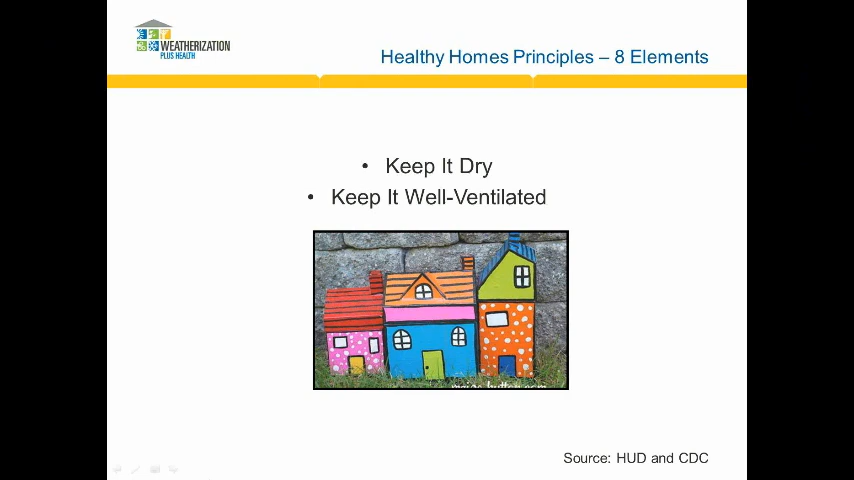 WEATHERIZATION
PLUS HEALTH
Healthy Homes Principles – 8 Elements
• Keep It Dry
• Keep It Well-Ventilated
Source: HUD and CDC